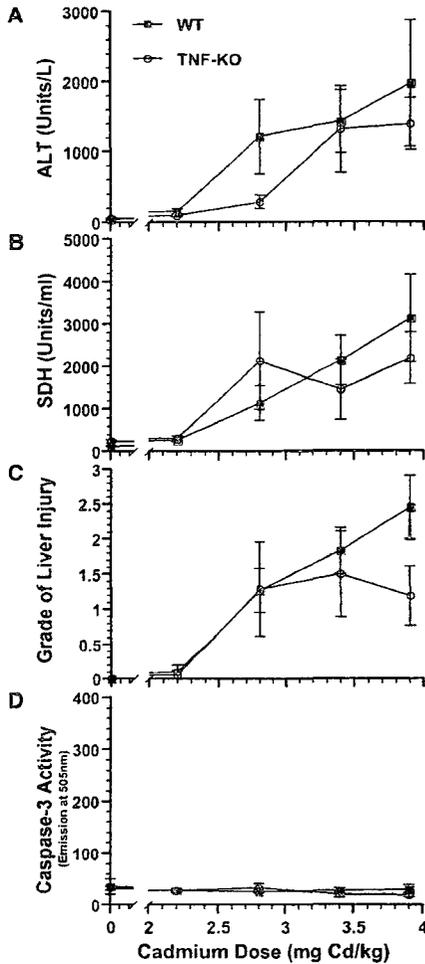 A
WT
TNF-KO
ALT (Units/L)
3000
2000
1000
0
B
SDH (Units/ml)
5000
4000
3000
2000
1000
0
C
Grade of Liver Injury
3
2.5
2
1.5
1
0.5
0
D
Caspase-3 Activity
(Emission at 505nm)
400
300
200
100
0
0 2 2.5 3 3.5 4
Cadmium Dose (mg Cd/kg)